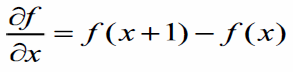 ∂f/∂x = f(x+1) − f(x)